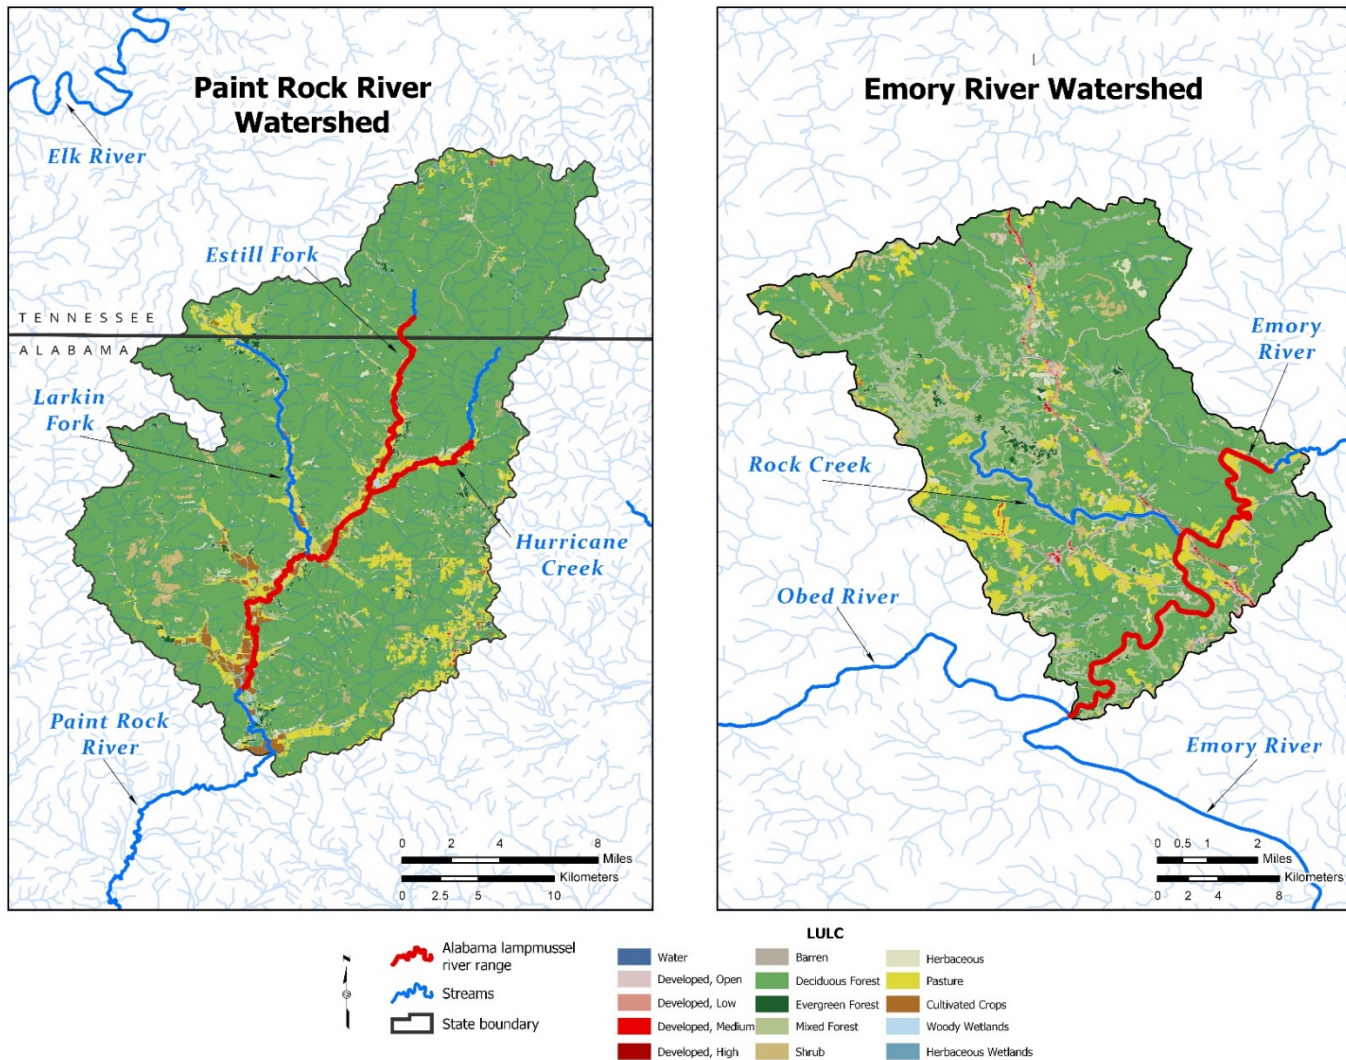 Paint Rock River
Watershed
Elk River
Estill Fork
TENNESSEE
ALABAMA
Larkin
Fork
Hurricane
Creek
Paint Rock
River
0 2 4 8
Miles
Kilometers
0 2.5 5 10
Emory River Watershed
Emory
River
Rock Creek
Obed River
Emory River
0 0.5 1 2
Miles
Kilometers
0 2 4 8
Alabama lampmussel
river range
Streams
State boundary
LULC
Water
Developed, Open
Developed, Low
Developed, Medium
Developed, High
Barren
Deciduous Forest
Evergreen Forest
Mixed Forest
Shrub
Herbaceous
Pasture
Cultivated Crops
Woody Wetlands
Herbaceous Wetlands